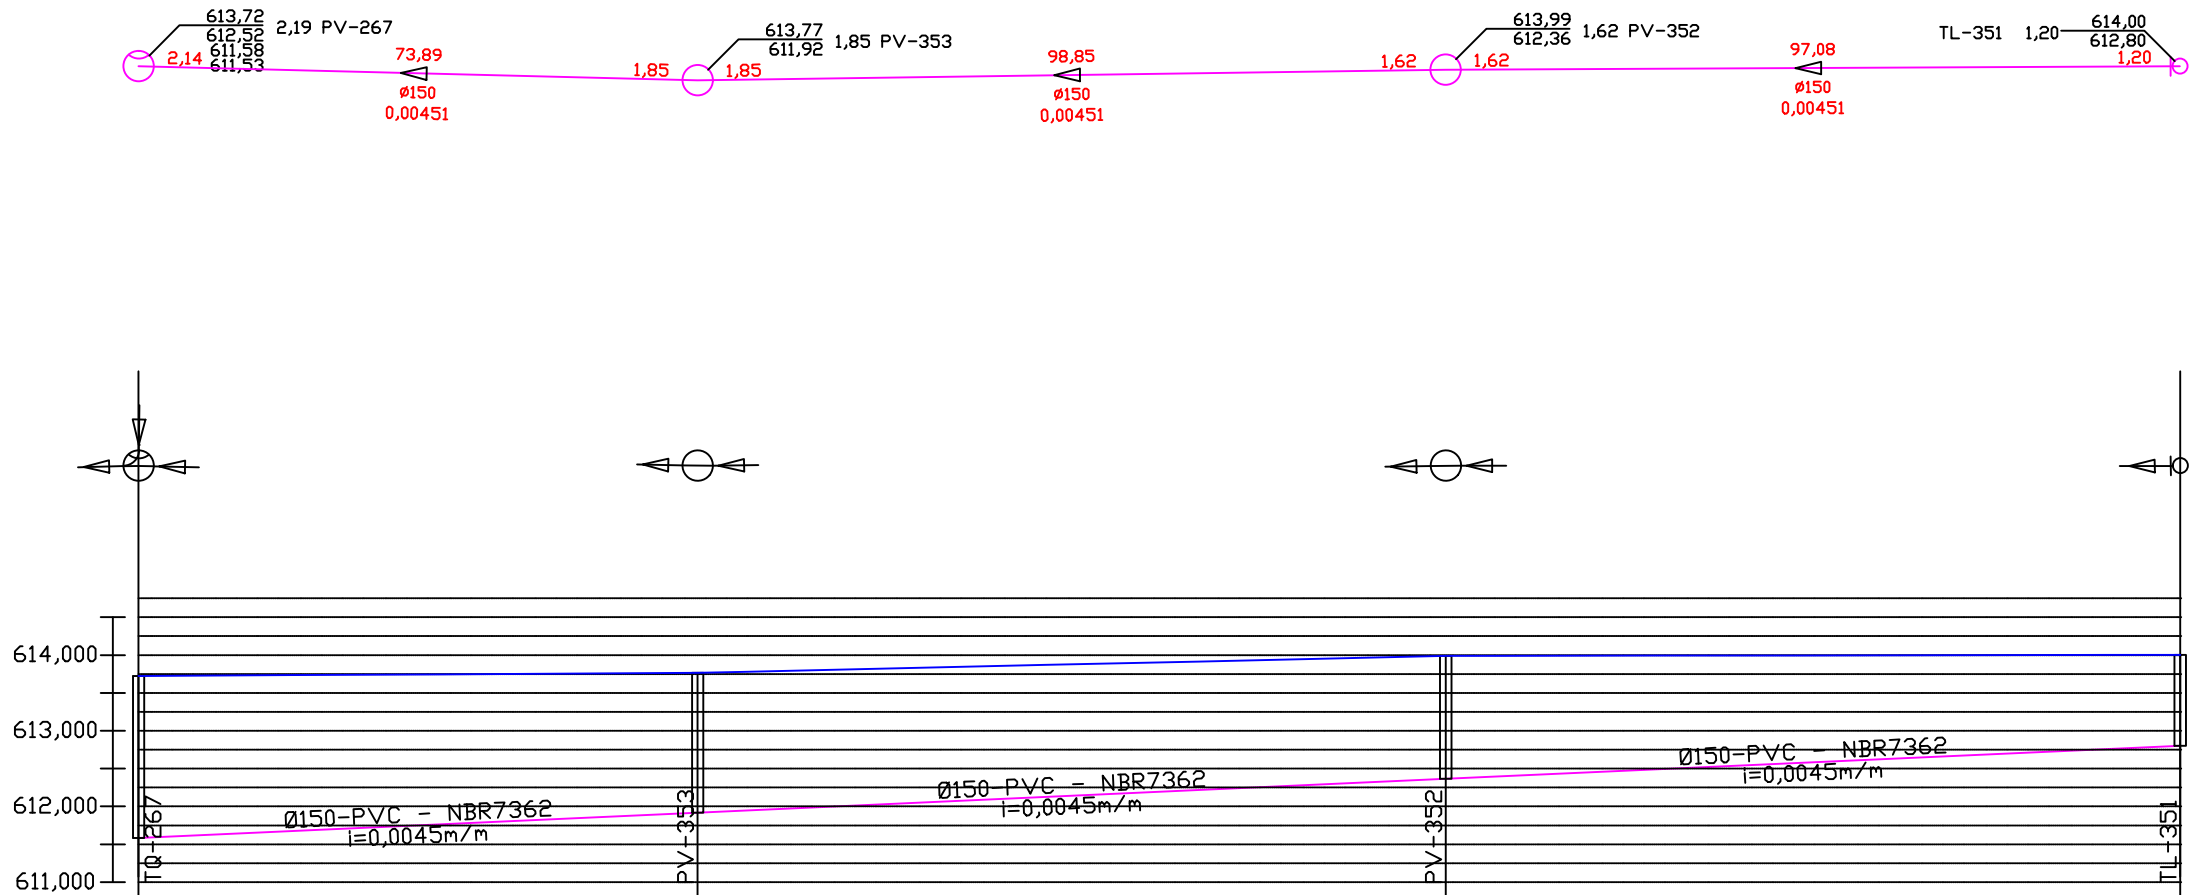 613,72
612,52
611,58
611,53
2,19 PV-267
2,14
73,89
Ø150
0,00451
1,85
613,77
611,92
1,85 PV-353
1,85
98,85
Ø150
0,00451
1,62
613,99
612,36
1,62 PV-352
1,62
97,08
Ø150
0,00451
TL-351 1,20
614,00
612,80
1,20
614,000
613,000
612,000
611,000
TQ-267
Ø150-PVC - NBR7362
i=0,0045m/m
PV-353
Ø150-PVC - NBR7362
i=0,0045m/m
PV-352
Ø150-PVC - NBR7362
i=0,0045m/m
TL-351